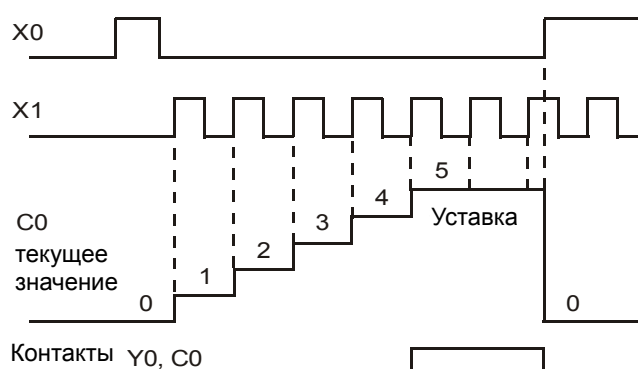 X0
X1
5
4
Уставка
C0
3
текущее
2
значение
1
0
0
Контакты Y0, C0